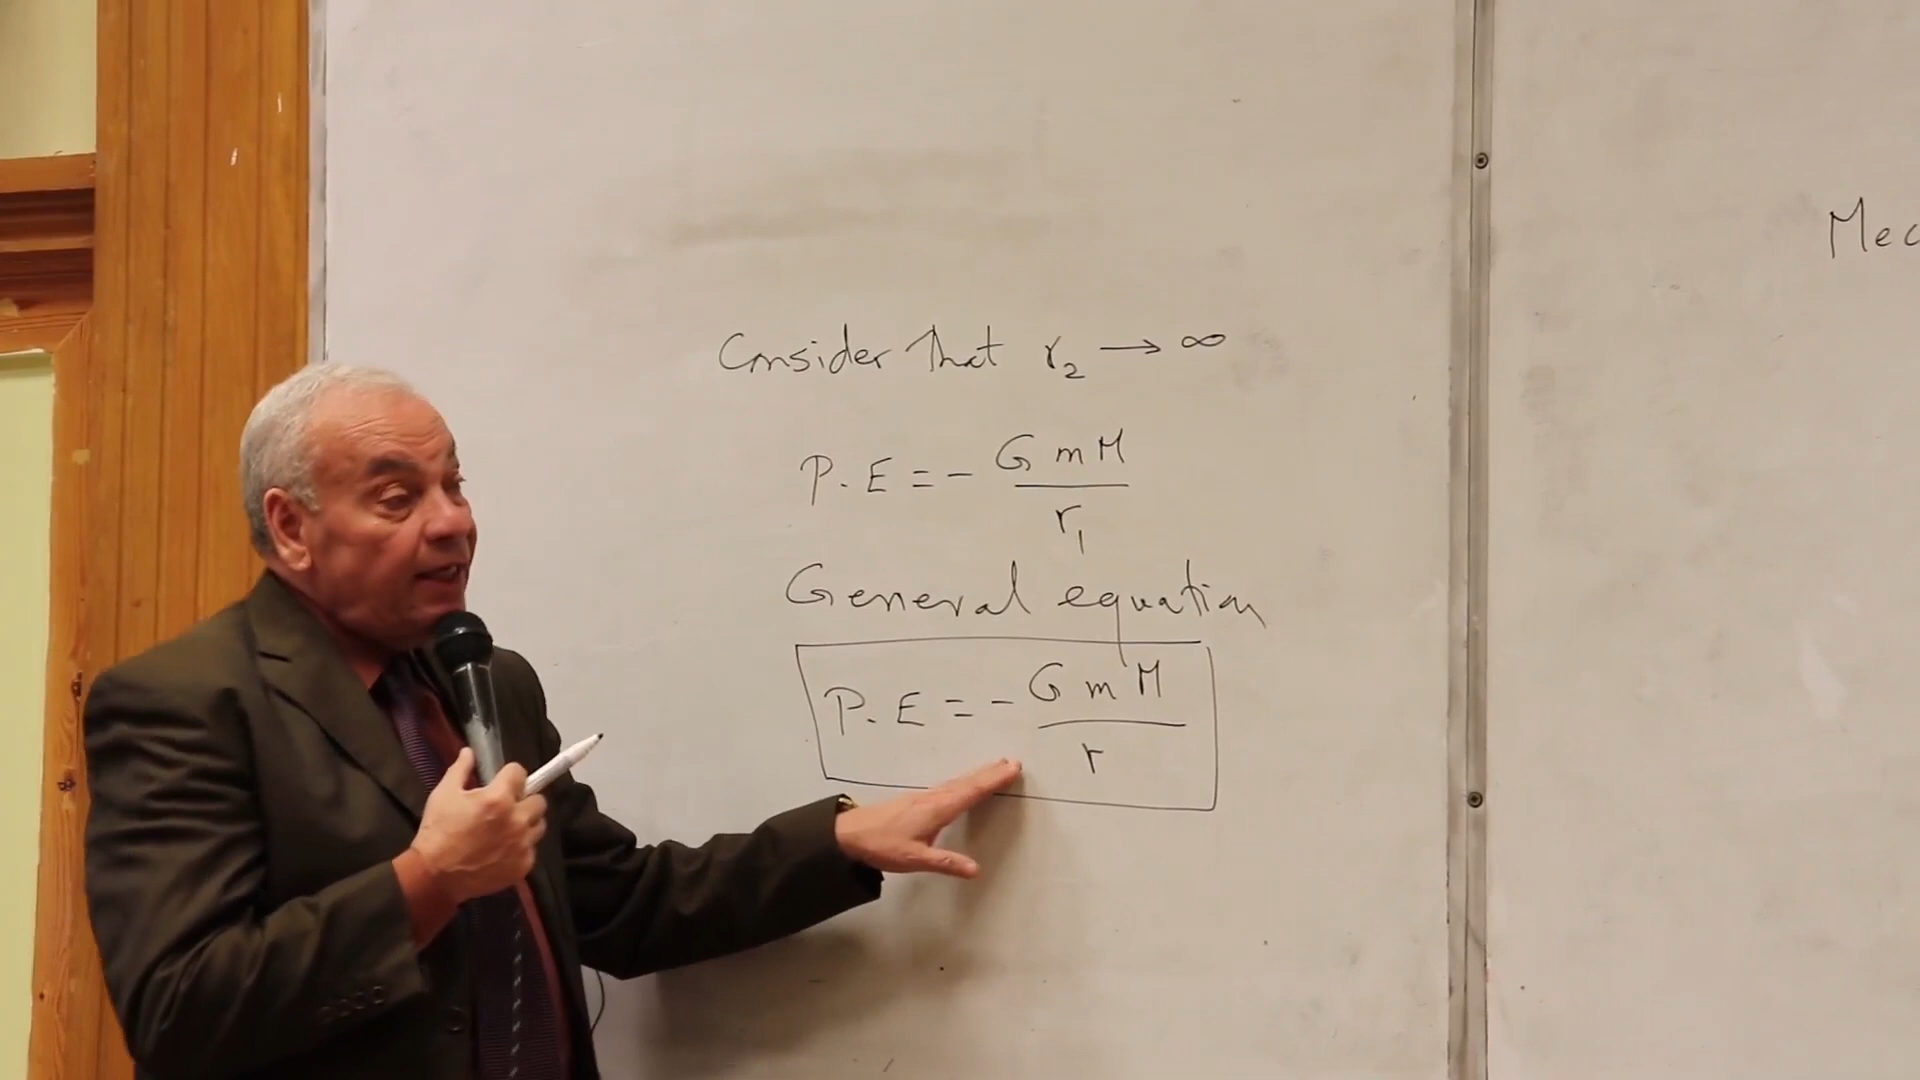 Consider that r₂ → ∞
P. E = - G m M / r₁
General equation
P. E = - G m M / r
Mec